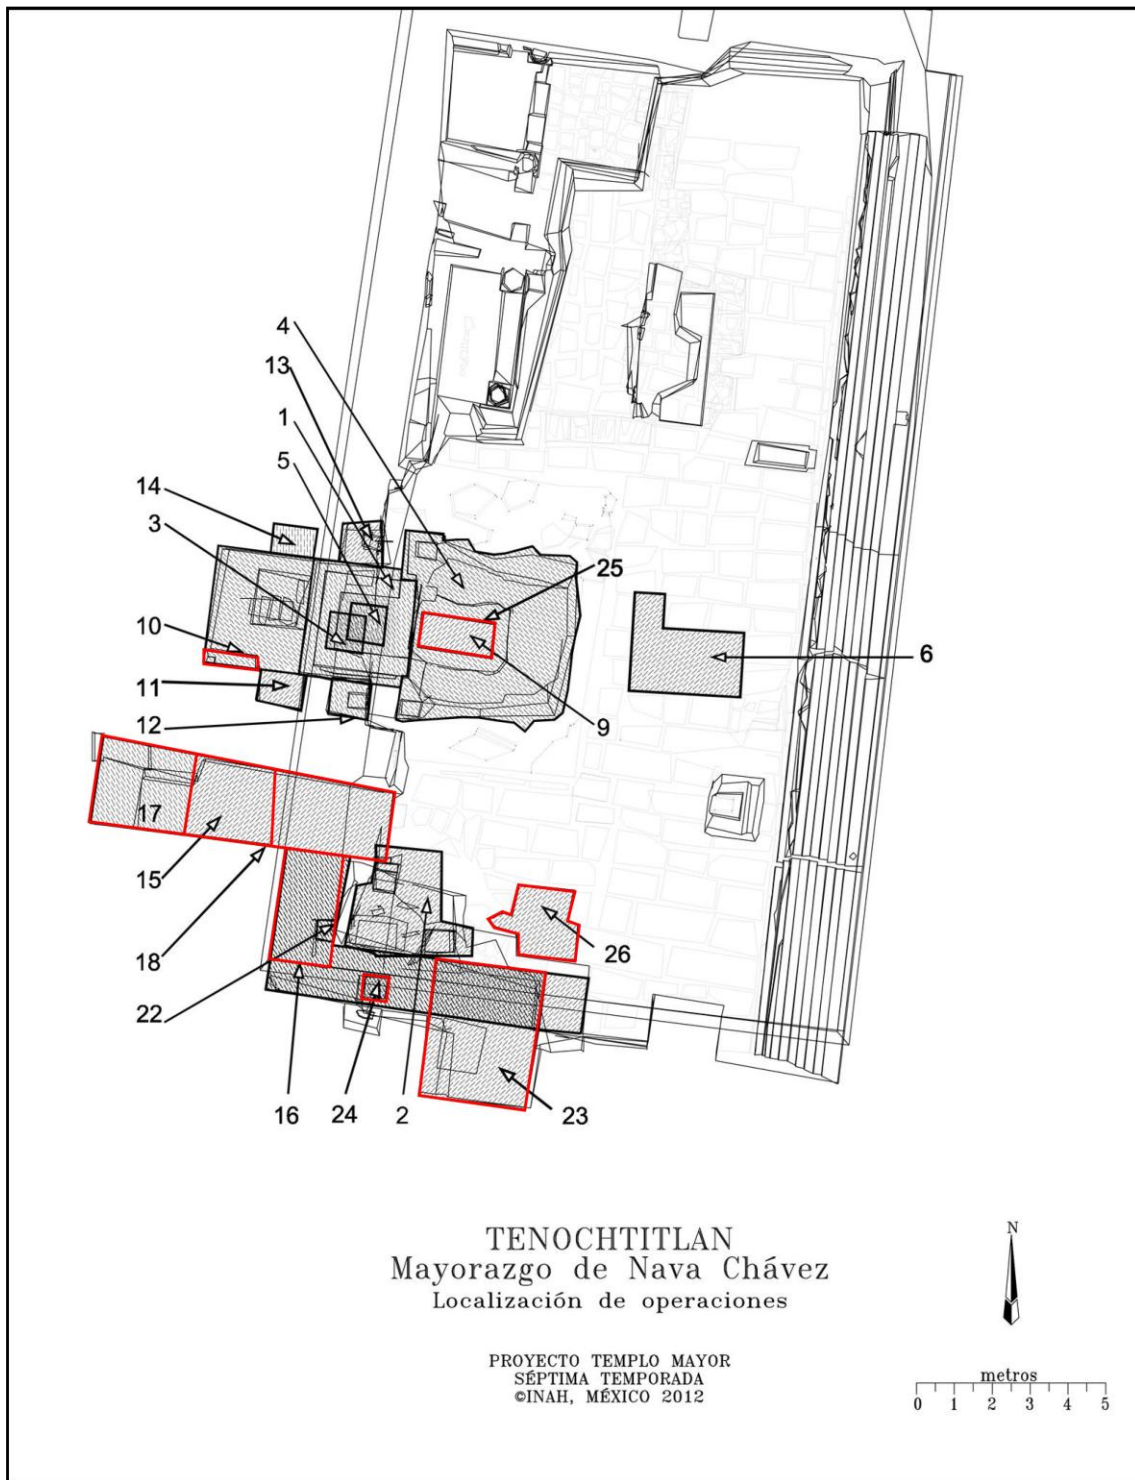 4
13
1
5
14
3
25
10
6
11
12
9
17
15
18
26
22
16
24
2
23
TENOCHTITLAN
Mayorazgo de Nava Chávez
Localización de operaciones
N
PROYECTO TEMPLO MAYOR
SÉPTIMA TEMPORADA
©INAH, MÉXICO 2012
metros
0 1 2 3 4 5